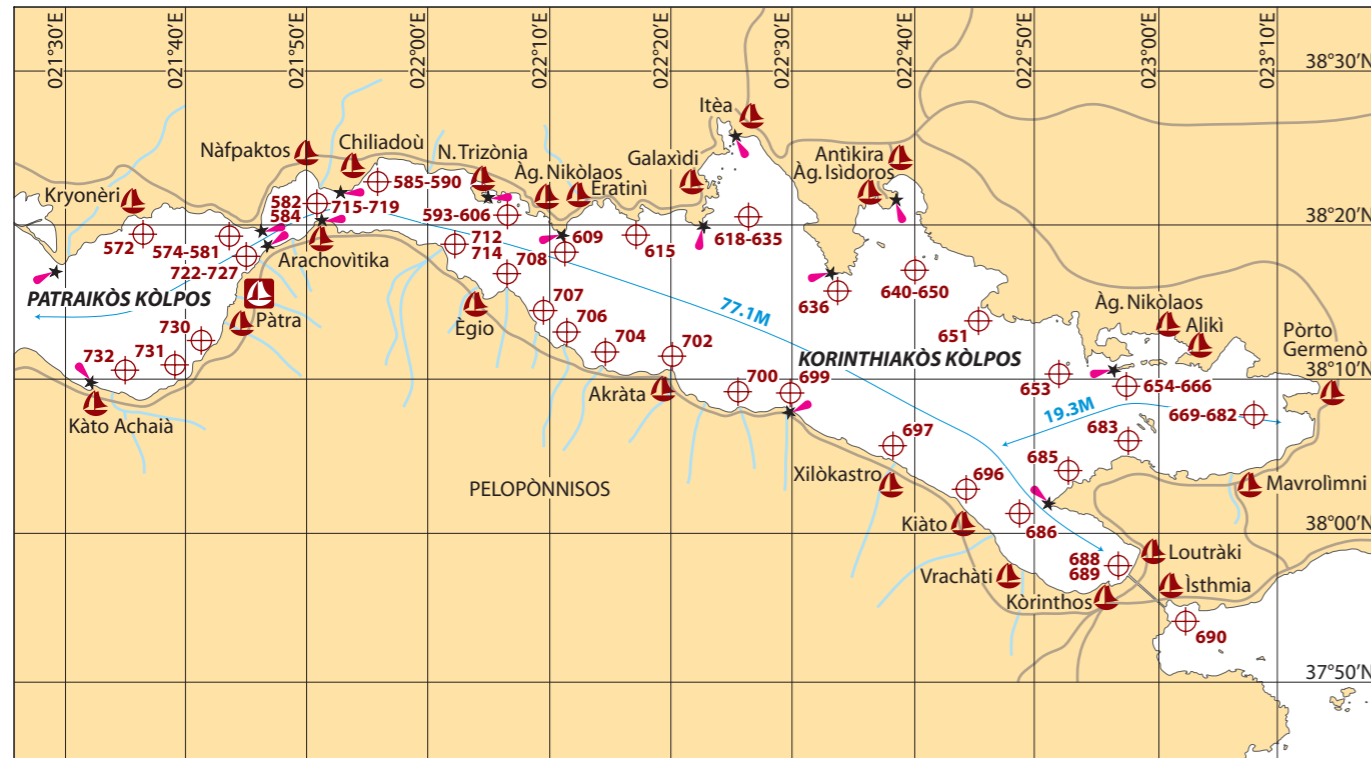 021°30'E
021°40'E
021°50'E
022°00'E
022°10'E
022°20'E
022°30'E
022°40'E
022°50'E
023°00'E
023°10'E
38°30'N
Itèa
Chiliadoù
Nàfpaktos
N. Trizònia
Galaxìdi
Antìkira
Àg. Nikòlaos
Àg. Isìdoros
Kryonèri
Eratinì
585-590
582
584
715-719
593-606
38°20'N
572
574-581
712
714
609
615
618-635
Arachovìtika
722-727
708
640-650
PATRAIKÒS KÒLPOS
636
707
77.1M
Àg. Nikòlaos
Pàtra
Ègio
706
651
Alikì
Pòrto
Germenò
730
704
702
KORINTHIAKÒS KÒLPOS
732
731
700
699
653
38°10'N
654-666
Akràta
Kàto Achaià
19.3M
669-682
697
683
685
Xilòkastro
696
PELOPÒNNISOS
Mavrolìmni
Kiàto
686
38°00'N
688
689
Loutràki
Vrachàti
Ìsthmia
Kòrinthos
690
37°50'N